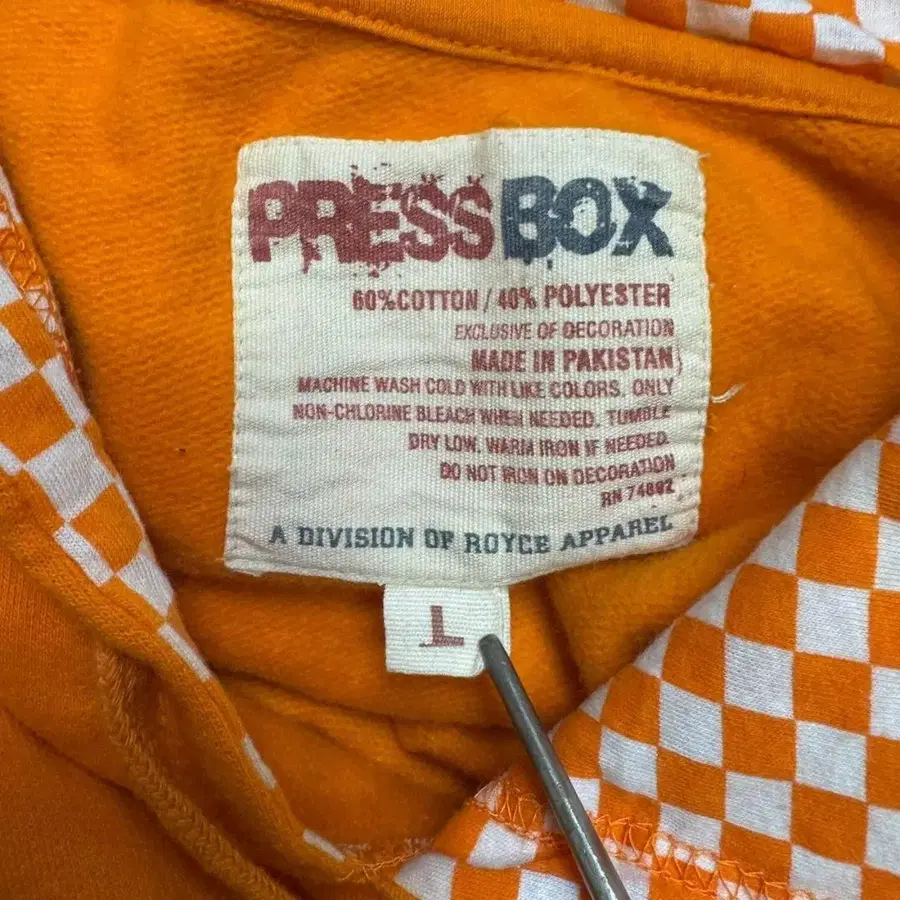 PRESSBOX
60%COTTON / 40% POLYESTER
EXCLUSIVE OF DECORATION
MADE IN PAKISTAN
MACHINE WASH COLD WITH LIKE COLORS. ONLY
NON-CHLORINE BLEACH WHEN NEEDED. TUMBLE
DRY LOW. WARM IRON IF NEEDED.
DO NOT IRON ON DECORATION
RN 74892
A DIVISION OF ROYCE APPAREL
L